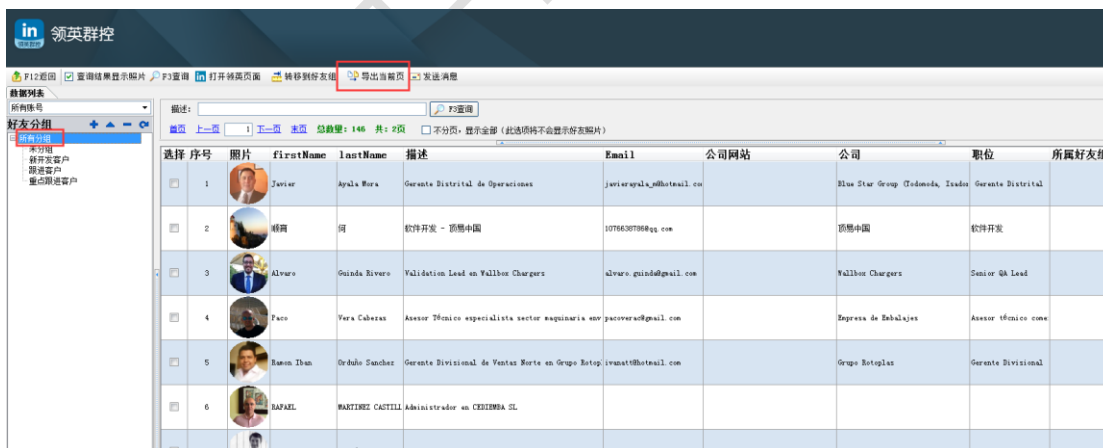 in 领英群控
领英群控
F12返回 查询结果显示照片 F3查询 打开领英页面 转移到好友组 导出当前页 发送消息
数据列表
所有账号
描述: F3查询
好友分组
首页 上一页 1 下一页 末页 总数量: 146 共: 2页 不分页,显示全部(此选项将不会显示好友照片)
所有分组
未分组
新开发客户
跟进客户
重点跟进客户
选择 序号 照片 firstName lastName 描述 Email 公司网站 公司 职位 所属好友组
1 Javier Ayala Mora Gerente Distrital de Operaciones javierayala_m@hotmail.co Blue Star Group (Todomoda, Isador Gerente Distrital
2 顺商 何 软件开发 - 顶易中国 1076638786@qq.com 顶易中国 软件开发
3 Alvaro Guinda Rivero Validation Lead en Wallbox Chargers alvaro.guinda@gmail.com Wallbox Chargers Senior QA Lead
4 Paco Vera Cabezas Asesor Técnico especialista sector maquinaria env pacoverac@gmail.com Empresa de Embalajes Asesor técnico come
5 Ramon Iban Orduño Sanchez Gerente Divisional de Ventas Norte en Grupo Rotopl ivanatt@hotmail.com Grupo Rotoplas Gerente Divisional
6 RAFAEL MARTINEZ CASTILL Administrador en CEDIEMBA SL